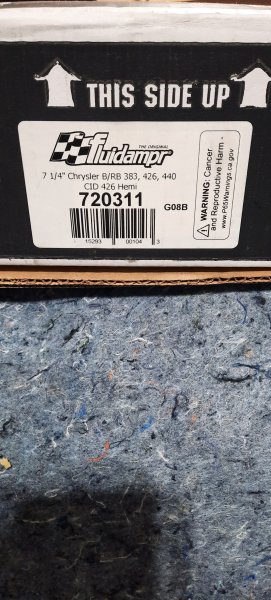 THIS SIDE UP
THE ORIGINAL
fluidampr
7 1/4" Chrysler B/RB 383, 426, 440
CID 426 Hemi
720311
G08B
15293 00104 3
WARNING: Cancer
and Reproductive Harm -
www.P65Warnings.ca.gov